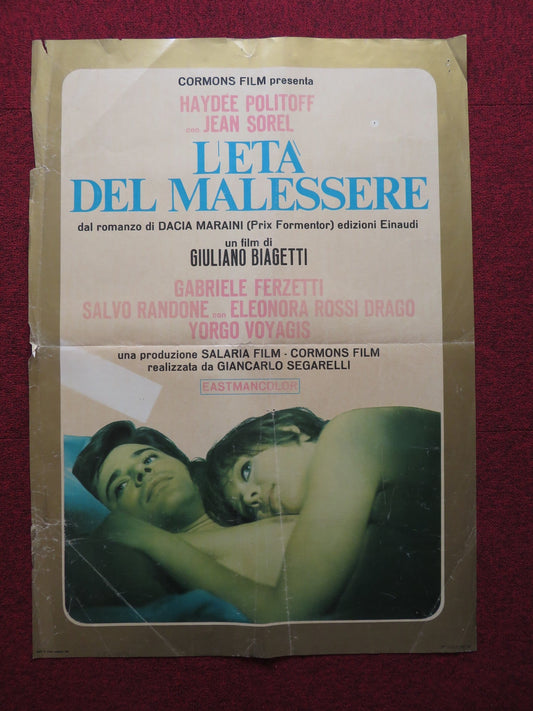 CORMONS FILM presenta
HAYDÉE POLITOFF
con JEAN SOREL
L'ETÀ
DEL MALESSERE
dal romanzo di DACIA MARAINI (Prix Formentor) edizioni Einaudi
un film di
GIULIANO BIAGETTI
GABRIELE FERZETTI
SALVO RANDONE con ELEONORA ROSSI DRAGO
YORGO VOYAGIS
una produzione SALARIA FILM - CORMONS FILM
realizzata da GIANCARLO SEGARELLI
EASTMANCOLOR